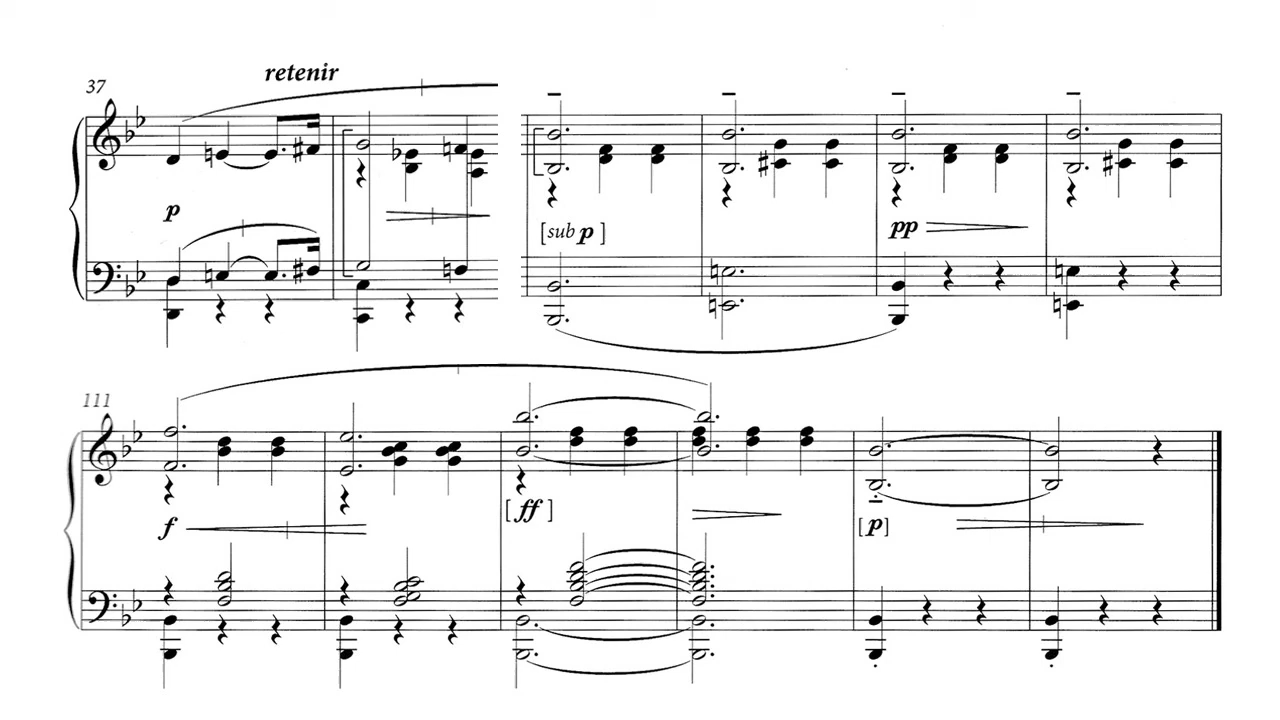 retenir
37
p
[sub p ]
pp
111
f
[ ff ]
[p]